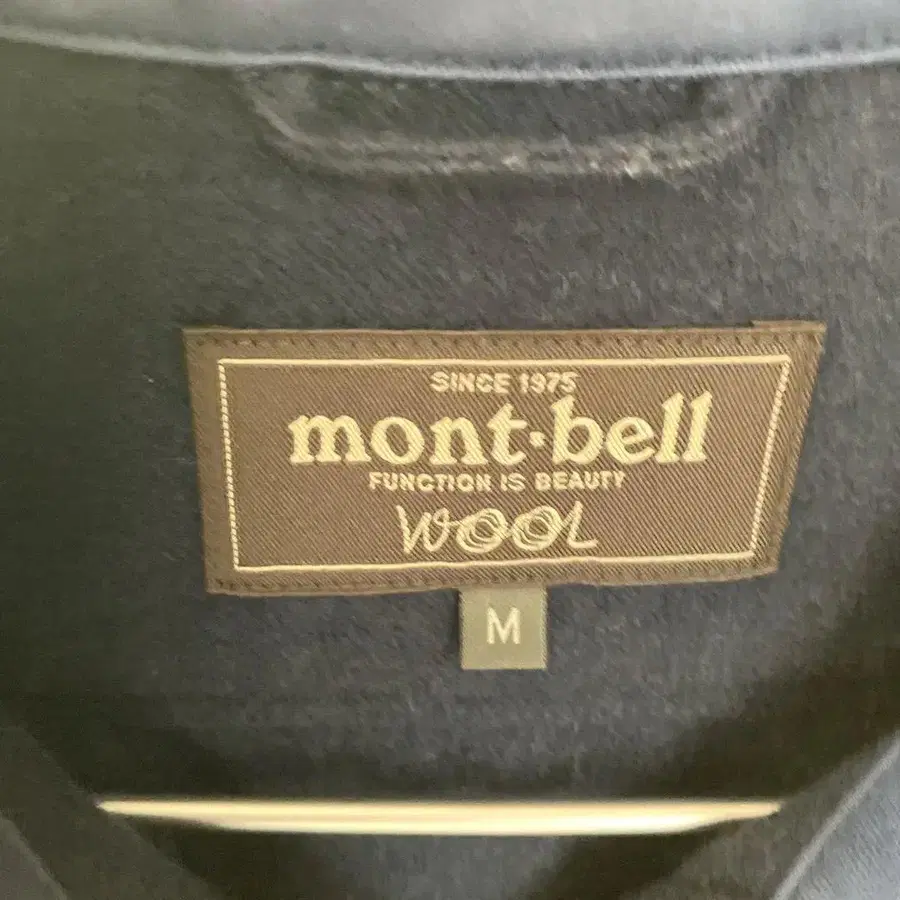 SINCE 1975
mont-bell
FUNCTION IS BEAUTY
WOOL
M